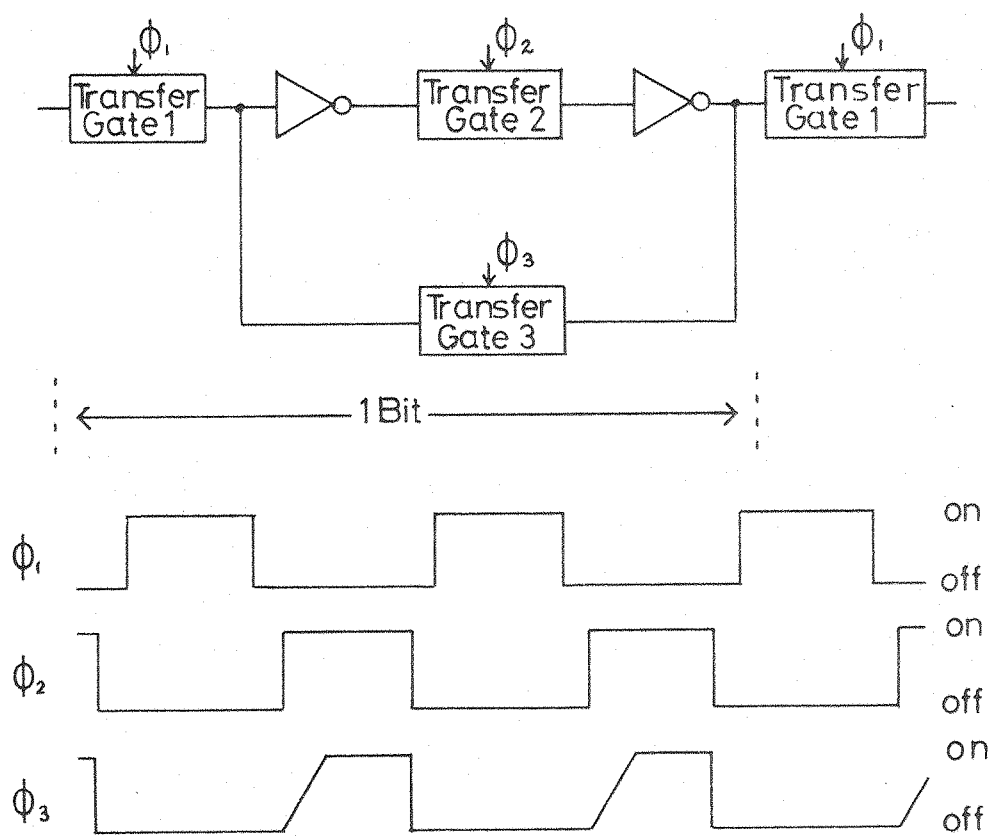 ϕ₁
ϕ₂
ϕ₁
Transfer
Gate 1
Transfer
Gate 2
Transfer
Gate 1
ϕ₃
Transfer
Gate 3
1 Bit
ϕ₁
on
off
ϕ₂
on
off
ϕ₃
on
off